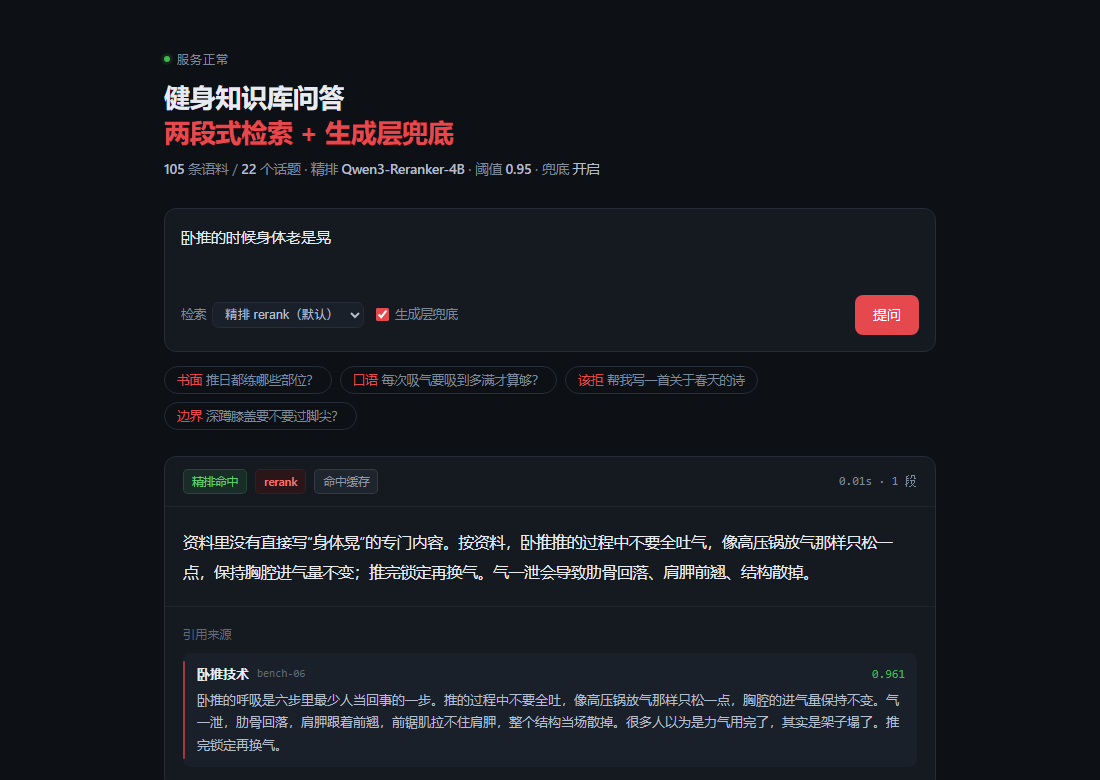 服务正常
健身知识库问答
两段式检索 + 生成层兜底
105 条语料 / 22 个话题 · 精排 Qwen3-Reranker-4B · 阈值 0.95 · 兜底 开启
卧推的时候身体老是晃
检索 精排 rerank（默认） 生成层兜底 提问
书面 推日都练哪些部位？ 口语 每次吸气要吸到多满才算够？ 该拒 帮我写一首关于春天的诗
边界 深蹲膝盖要不要过脚尖？
精排命中 rerank 命中缓存 0.01s · 1 段
资料里没有直接写“身体晃”的专门内容。按资料，卧推推的过程中不要全吐气，像高压锅放气那样只松一
点，保持胸腔进气量不变；推完锁定再换气。气一泄会导致肋骨回落、肩胛前翘、结构散掉。
引用来源
卧推技术 bench-06 0.961
卧推的呼吸是六步里最少人当回事的一步。推的过程中不要全吐，像高压锅放气那样只松一点，胸腔的进气量保持不变。气
一泄，肋骨回落，肩胛跟着前翘，前锯肌拉不住肩胛，整个结构当场散掉。很多人以为是力气用完了，其实是架子塌了。推
完锁定再换气。